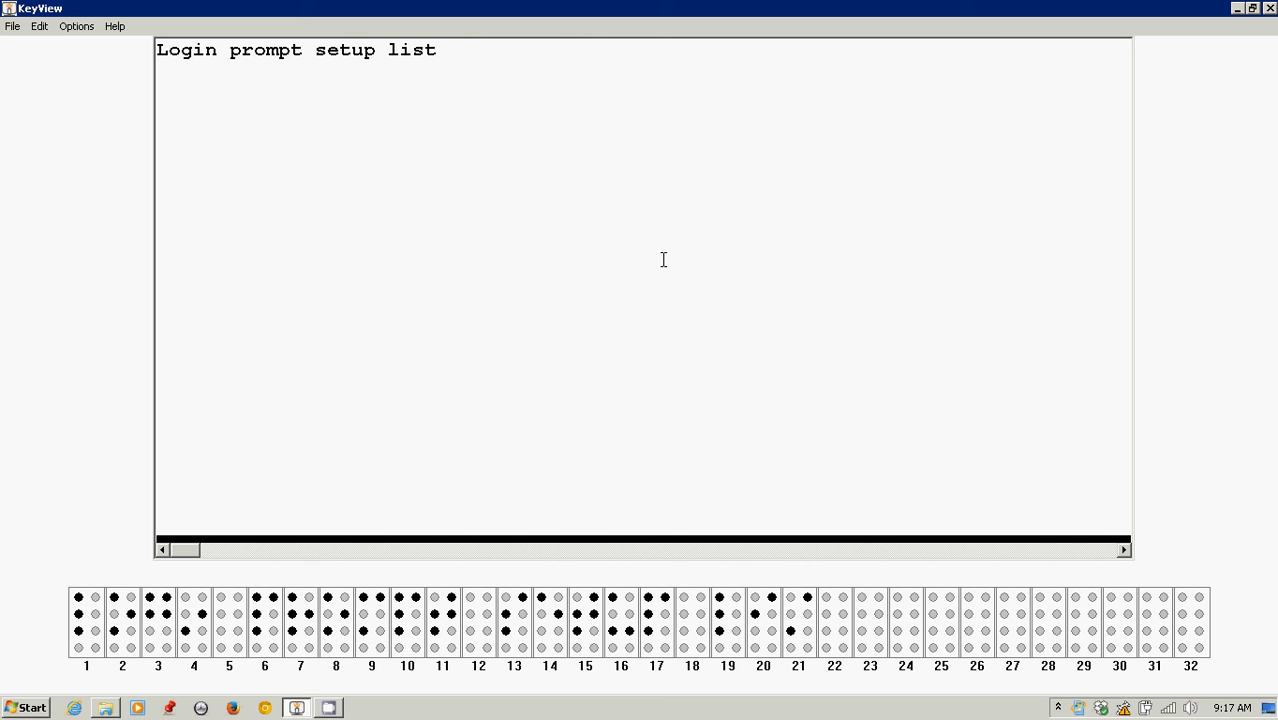 KeyView
File Edit Options Help
Login prompt setup list
1 2 3 4 5 6 7 8 9 10 11 12 13 14 15 16 17 18 19 20 21 22 23 24 25 26 27 28 29 30 31 32
Start
9:17 AM